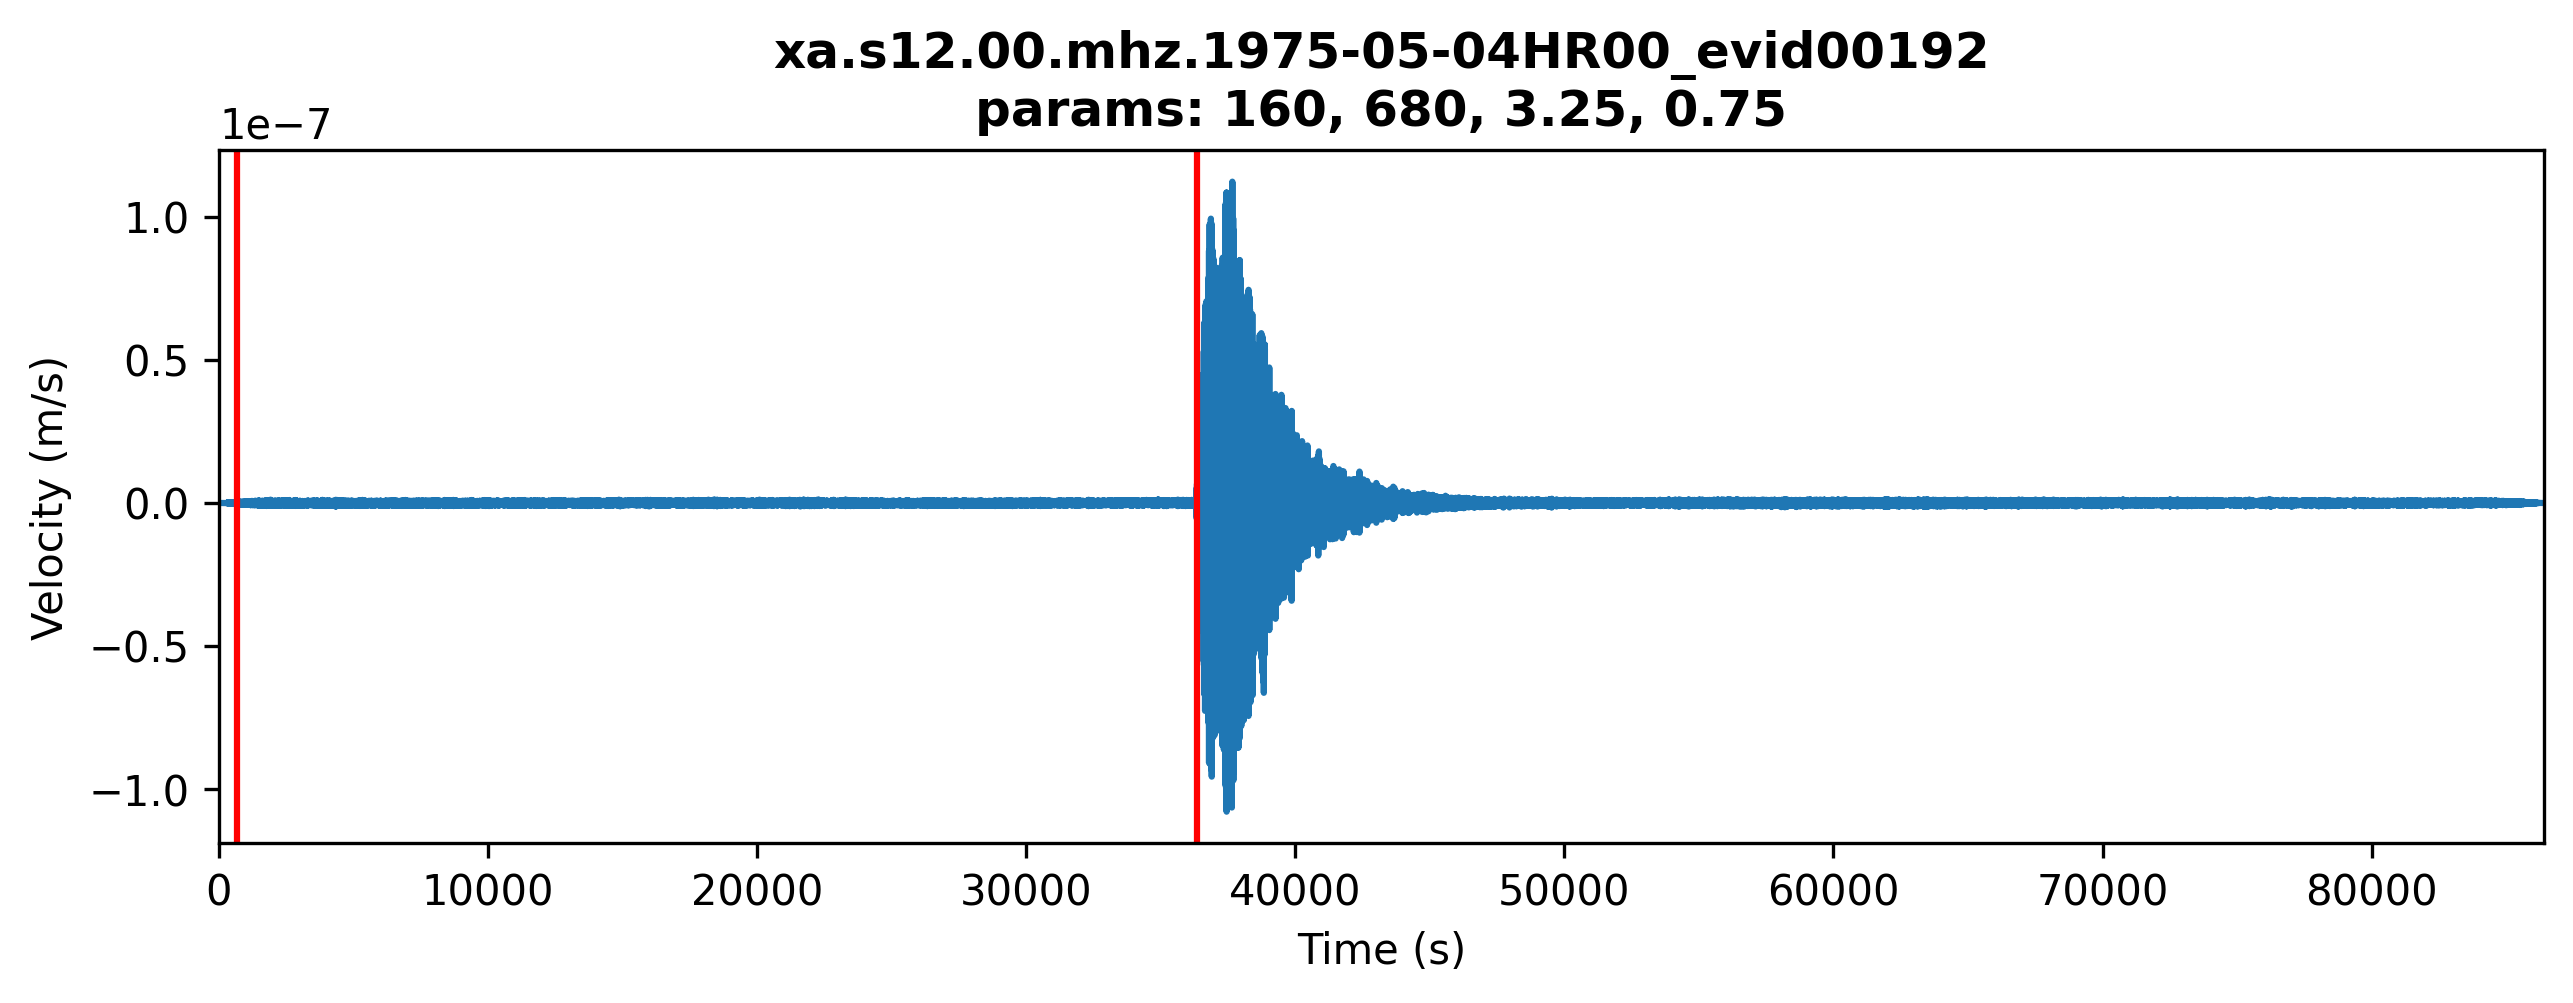 xa.s12.00.mhz.1975-05-04HR00_evid00192
params: 160, 680, 3.25, 0.75
1e−7
1.0
0.5
0.0
−0.5
−1.0
Velocity (m/s)
0 10000 20000 30000 40000 50000 60000 70000 80000
Time (s)